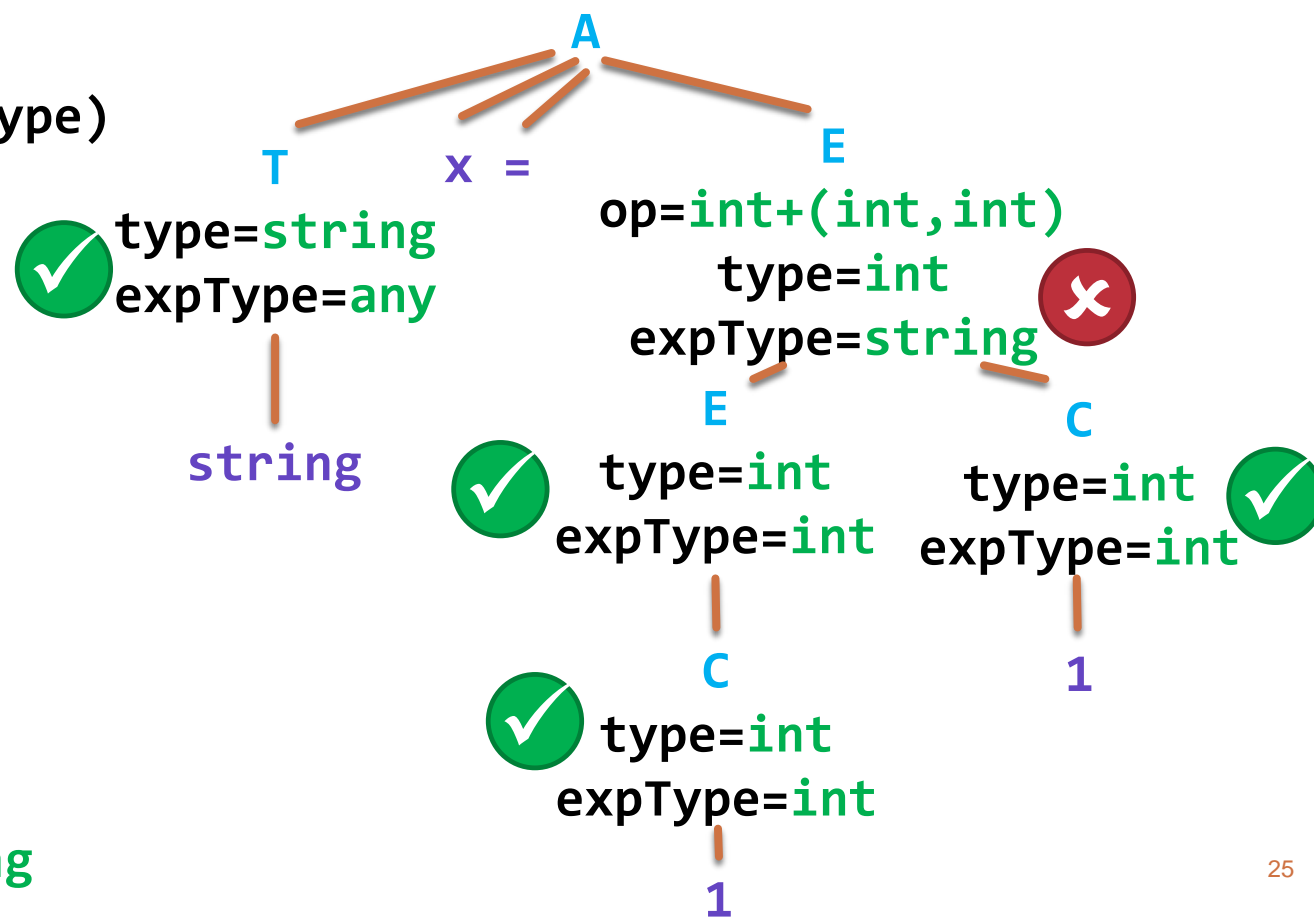 A
ype)
T
x =
E
type=string
expType=any
op=int+(int,int)
type=int
expType=string
string
E
type=int
expType=int
C
type=int
expType=int
C
type=int
expType=int
1
1
g
25